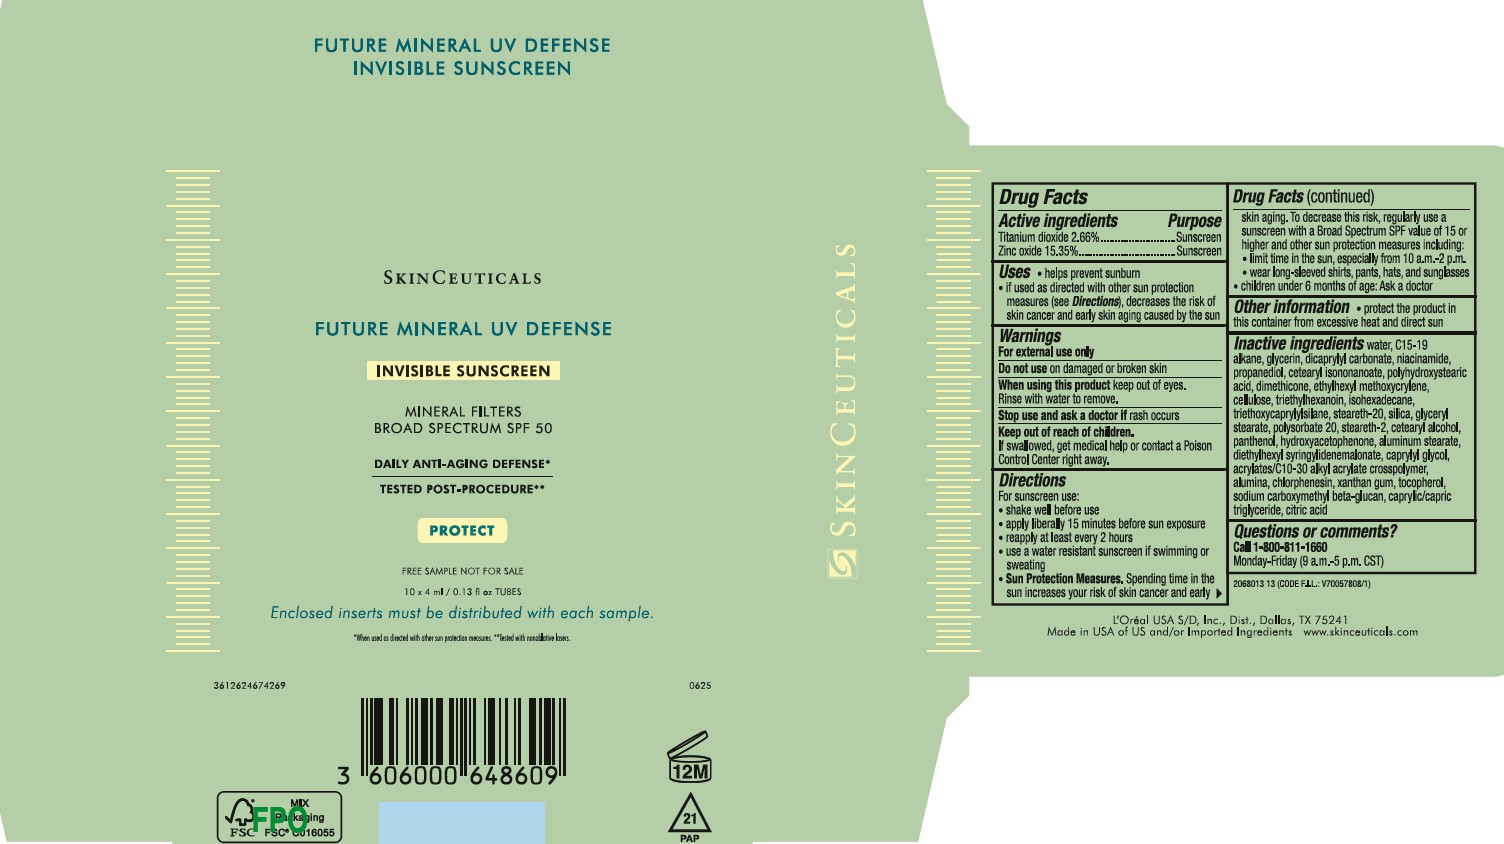 FUTURE MINERAL UV DEFENSE
INVISIBLE SUNSCREEN
SKINCEUTICALS
FUTURE MINERAL UV DEFENSE
INVISIBLE SUNSCREEN
MINERAL FILTERS
BROAD SPECTRUM SPF 50
DAILY ANTI-AGING DEFENSE*
TESTED POST-PROCEDURE**
PROTECT
FREE SAMPLE NOT FOR SALE
10 x 4 ml / 0.13 fl oz TUBES
Enclosed inserts must be distributed with each sample.
*When used as directed with other sun protection measures. **Tested with nonablative lasers.
3612624674269
0625
3 606000 648609
12M
21
PAP
MIX
Packaging
FSC FSC® C016055
FPO
SKINCEUTICALS
Drug Facts
Active ingredients Purpose
Titanium dioxide 2.66%..........................Sunscreen
Zinc oxide 15.35%.................................Sunscreen
Uses • helps prevent sunburn
• if used as directed with other sun protection
measures (see Directions), decreases the risk of
skin cancer and early skin aging caused by the sun
Warnings
For external use only
Do not use on damaged or broken skin
When using this product keep out of eyes.
Rinse with water to remove.
Stop use and ask a doctor if rash occurs
Keep out of reach of children.
If swallowed, get medical help or contact a Poison
Control Center right away.
Directions
For sunscreen use:
• shake well before use
• apply liberally 15 minutes before sun exposure
• reapply at least every 2 hours
• use a water resistant sunscreen if swimming or
sweating
• Sun Protection Measures. Spending time in the
sun increases your risk of skin cancer and early
Drug Facts (continued)
skin aging. To decrease this risk, regularly use a
sunscreen with a Broad Spectrum SPF value of 15 or
higher and other sun protection measures including:
• limit time in the sun, especially from 10 a.m.-2 p.m.
• wear long-sleeved shirts, pants, hats, and sunglasses
• children under 6 months of age: Ask a doctor
Other information • protect the product in
this container from excessive heat and direct sun
Inactive ingredients water, C15-19
alkane, glycerin, dicaprylyl carbonate, niacinamide,
propanediol, cetearyl isononanoate, polyhydroxystearic
acid, dimethicone, ethylhexyl methoxycrylene,
cellulose, triethylhexanoin, isohexadecane,
triethoxycaprylylsilane, steareth-20, silica, glyceryl
stearate, polysorbate 20, steareth-2, cetearyl alcohol,
panthenol, hydroxyacetophenone, aluminum stearate,
diethylhexyl syringylidenemalonate, caprylyl glycol,
acrylates/C10-30 alkyl acrylate crosspolymer,
alumina, chlorphenesin, xanthan gum, tocopherol,
sodium carboxymethyl beta-glucan, caprylic/capric
triglyceride, citric acid
Questions or comments?
Call 1-800-811-1660
Monday-Friday (9 a.m.-5 p.m. CST)
2068013 13 (CODE F.I.L.: V70057808/1)
L'Oréal USA S/D, Inc., Dist., Dallas, TX 75241
Made in USA of US and/or Imported Ingredients www.skinceuticals.com